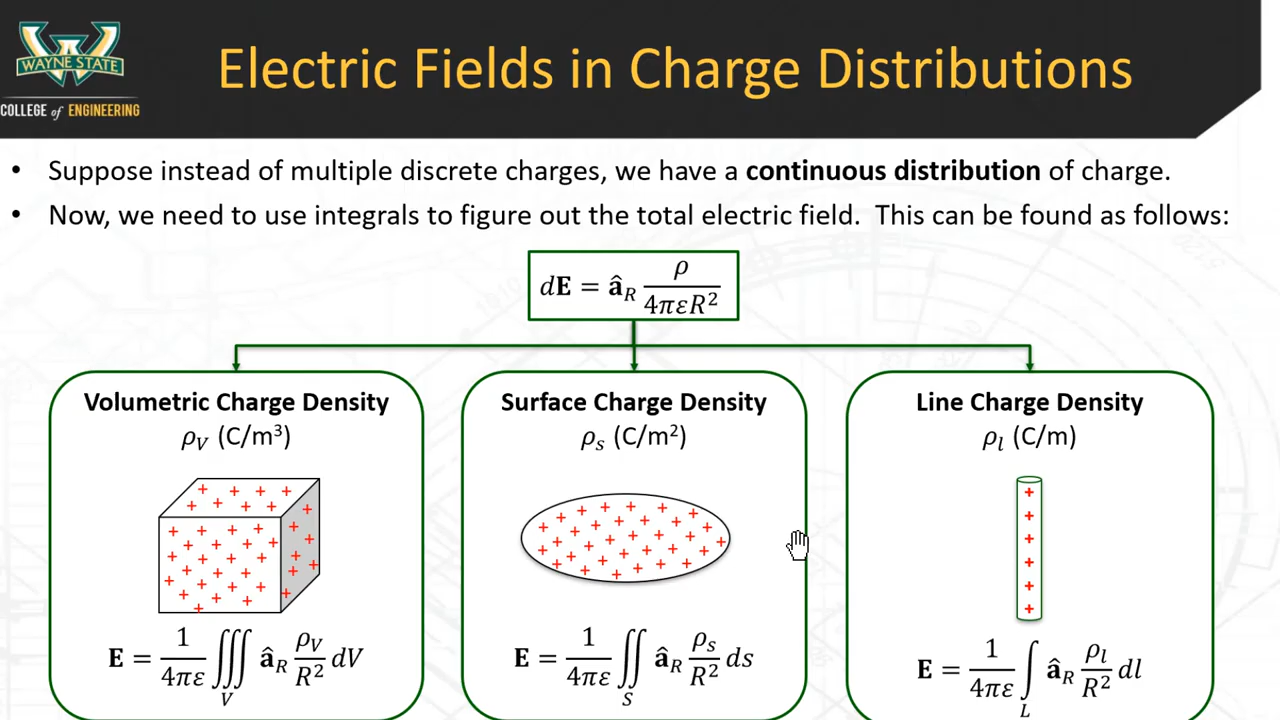 WAYNE STATE
COLLEGE of ENGINEERING
Electric Fields in Charge Distributions
• Suppose instead of multiple discrete charges, we have a continuous distribution of charge.
• Now, we need to use integrals to figure out the total electric field. This can be found as follows:
d𝐄 = â_R ρ/(4πεR²)
Volumetric Charge Density
ρ_V (C/m³)
𝐄 = 1/(4πε) ∭_V â_R ρ_V/R² dV
Surface Charge Density
ρ_s (C/m²)
𝐄 = 1/(4πε) ∬_S â_R ρ_s/R² ds
Line Charge Density
ρ_l (C/m)
𝐄 = 1/(4πε) ∫_L â_R ρ_l/R² dl